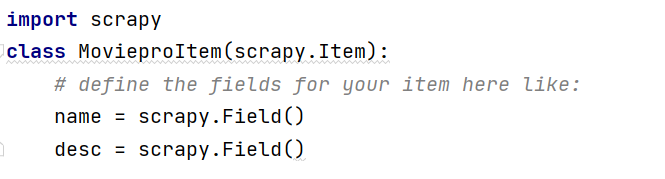 import scrapy
class MovieproItem(scrapy.Item):
    # define the fields for your item here like:
    name = scrapy.Field()
    desc = scrapy.Field()